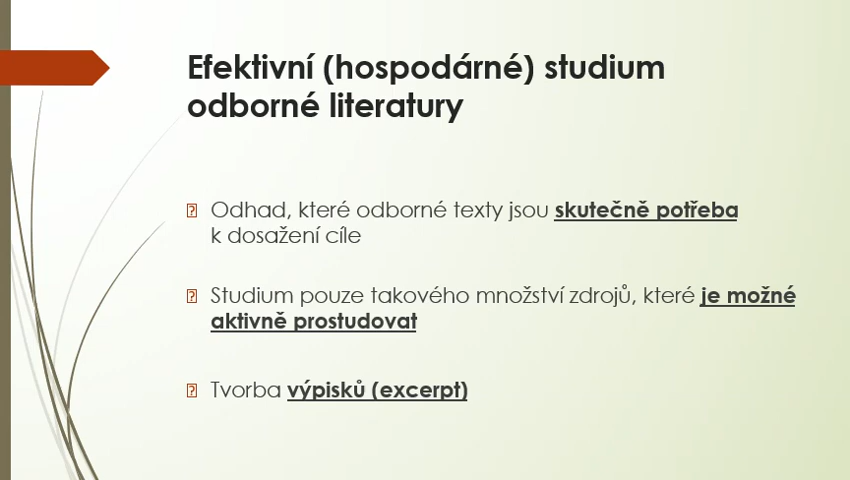 Efektivní (hospodárné) studium
odborné literatury
Odhad, které odborné texty jsou skutečně potřeba
k dosažení cíle
Studium pouze takového množství zdrojů, které je možné
aktivně prostudovat
Tvorba výpisků (excerpt)